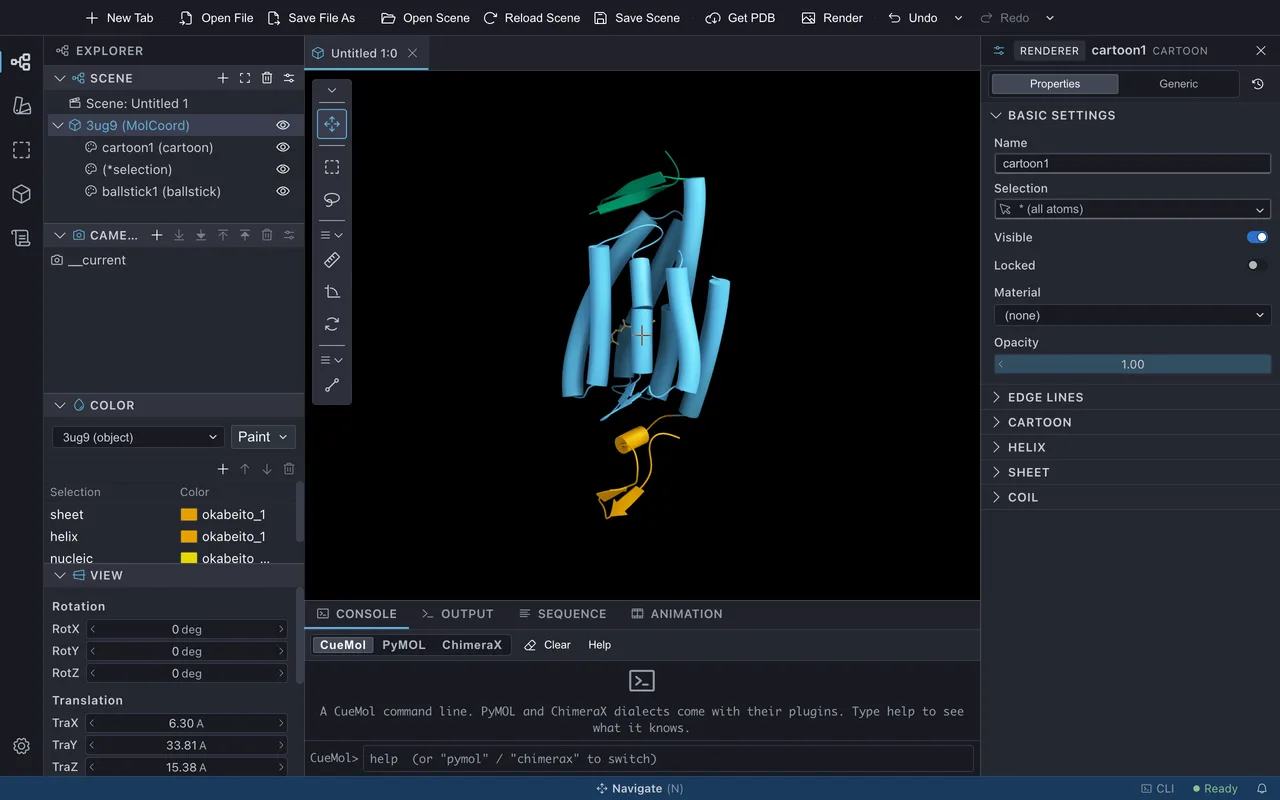 New Tab Open File Save File As Open Scene Reload Scene Save Scene Get PDB Render Undo Redo
EXPLORER
SCENE
Scene: Untitled 1
3ug9 (MolCoord)
cartoon1 (cartoon)
(*selection)
ballstick1 (ballstick)
CAME...
__current
COLOR
3ug9 (object) Paint
Selection Color
sheet okabeito_1
helix okabeito_1
nucleic okabeito_...
VIEW
Rotation
RotX 0 deg
RotY 0 deg
RotZ 0 deg
Translation
TraX 6.30 A
TraY 33.81 A
TraZ 15.38 A
Untitled 1:0
CONSOLE OUTPUT SEQUENCE ANIMATION
CueMol PyMOL ChimeraX Clear Help
A CueMol command line. PyMOL and ChimeraX dialects come with their plugins. Type help to see
what it knows.
CueMol> help (or "pymol" / "chimerax" to switch)
RENDERER cartoon1 CARTOON
Properties Generic
BASIC SETTINGS
Name
cartoon1
Selection
* (all atoms)
Visible
Locked
Material
(none)
Opacity
1.00
EDGE LINES
CARTOON
HELIX
SHEET
COIL
Navigate (N) CLI Ready